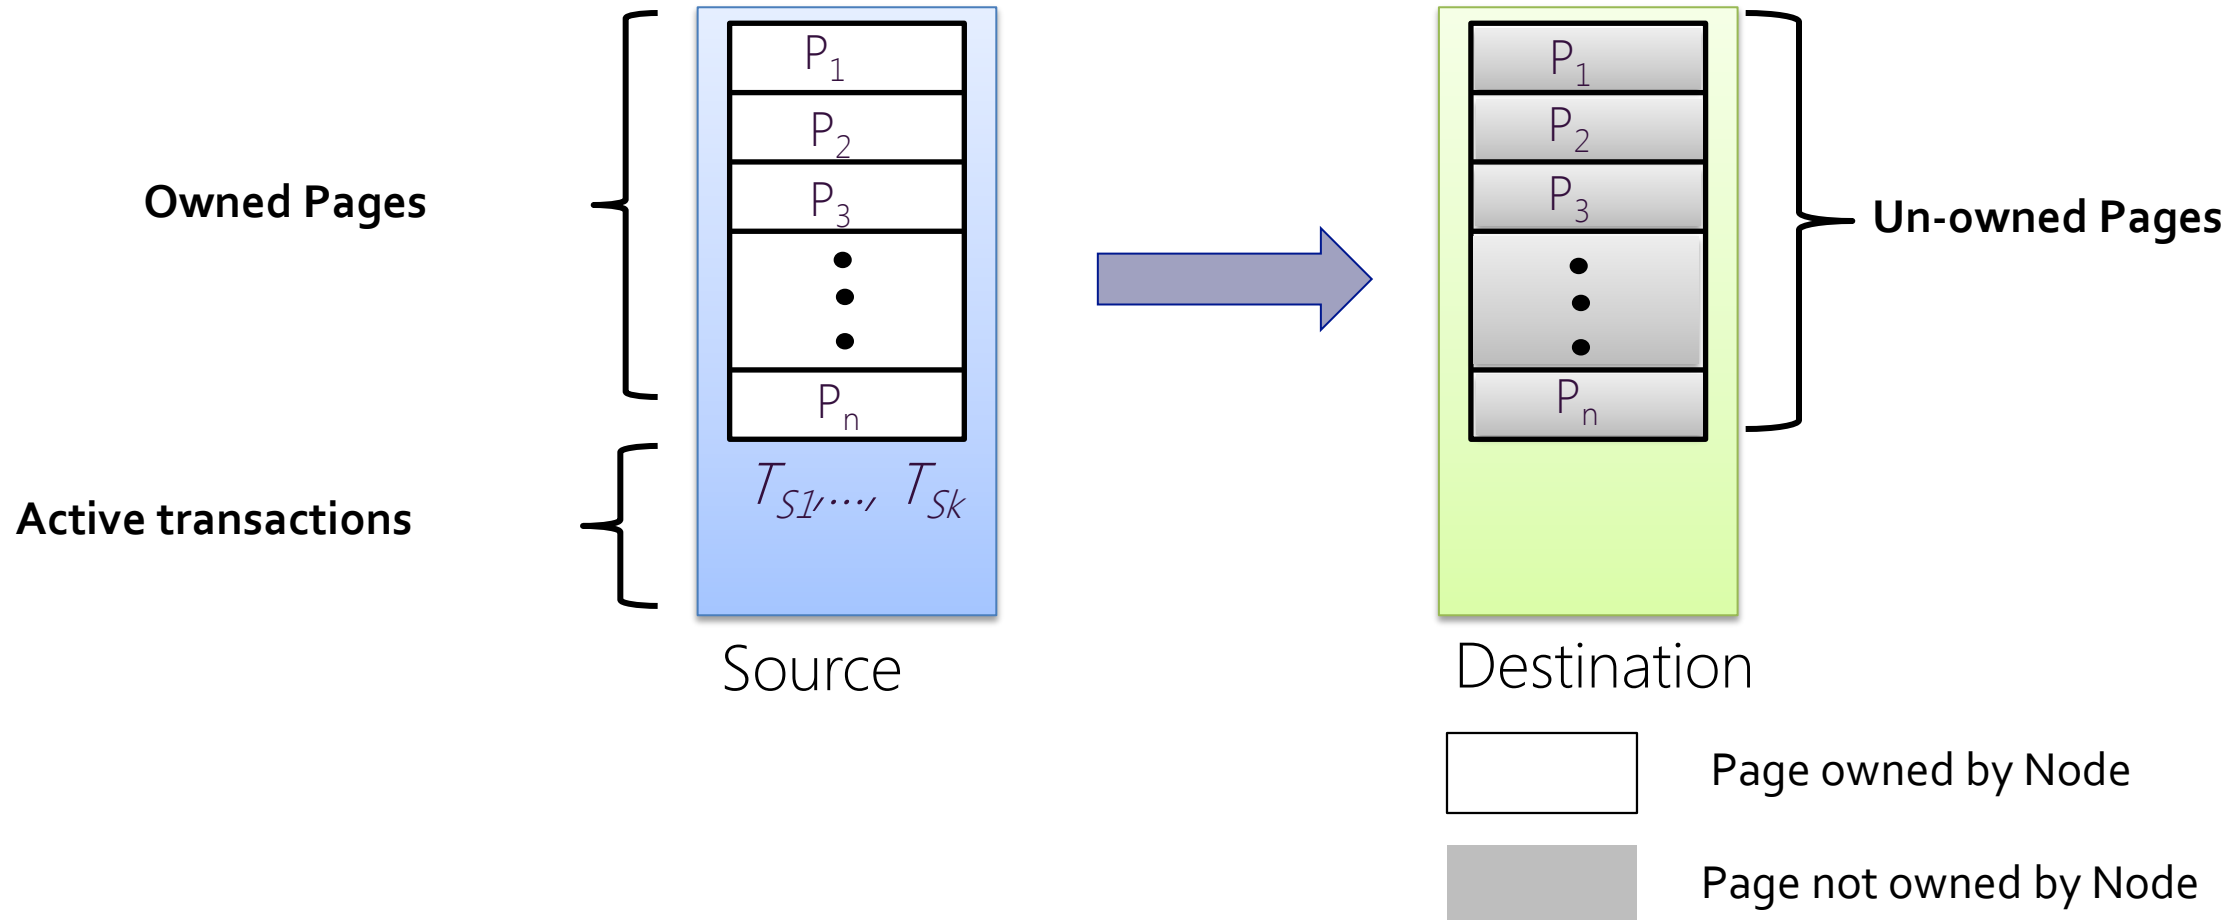 P1
P2
P3
Pn
Owned Pages
Active transactions
TS1,..., TSk
Source
P1
P2
P3
Pn
Un-owned Pages
Destination
Page owned by Node
Page not owned by Node